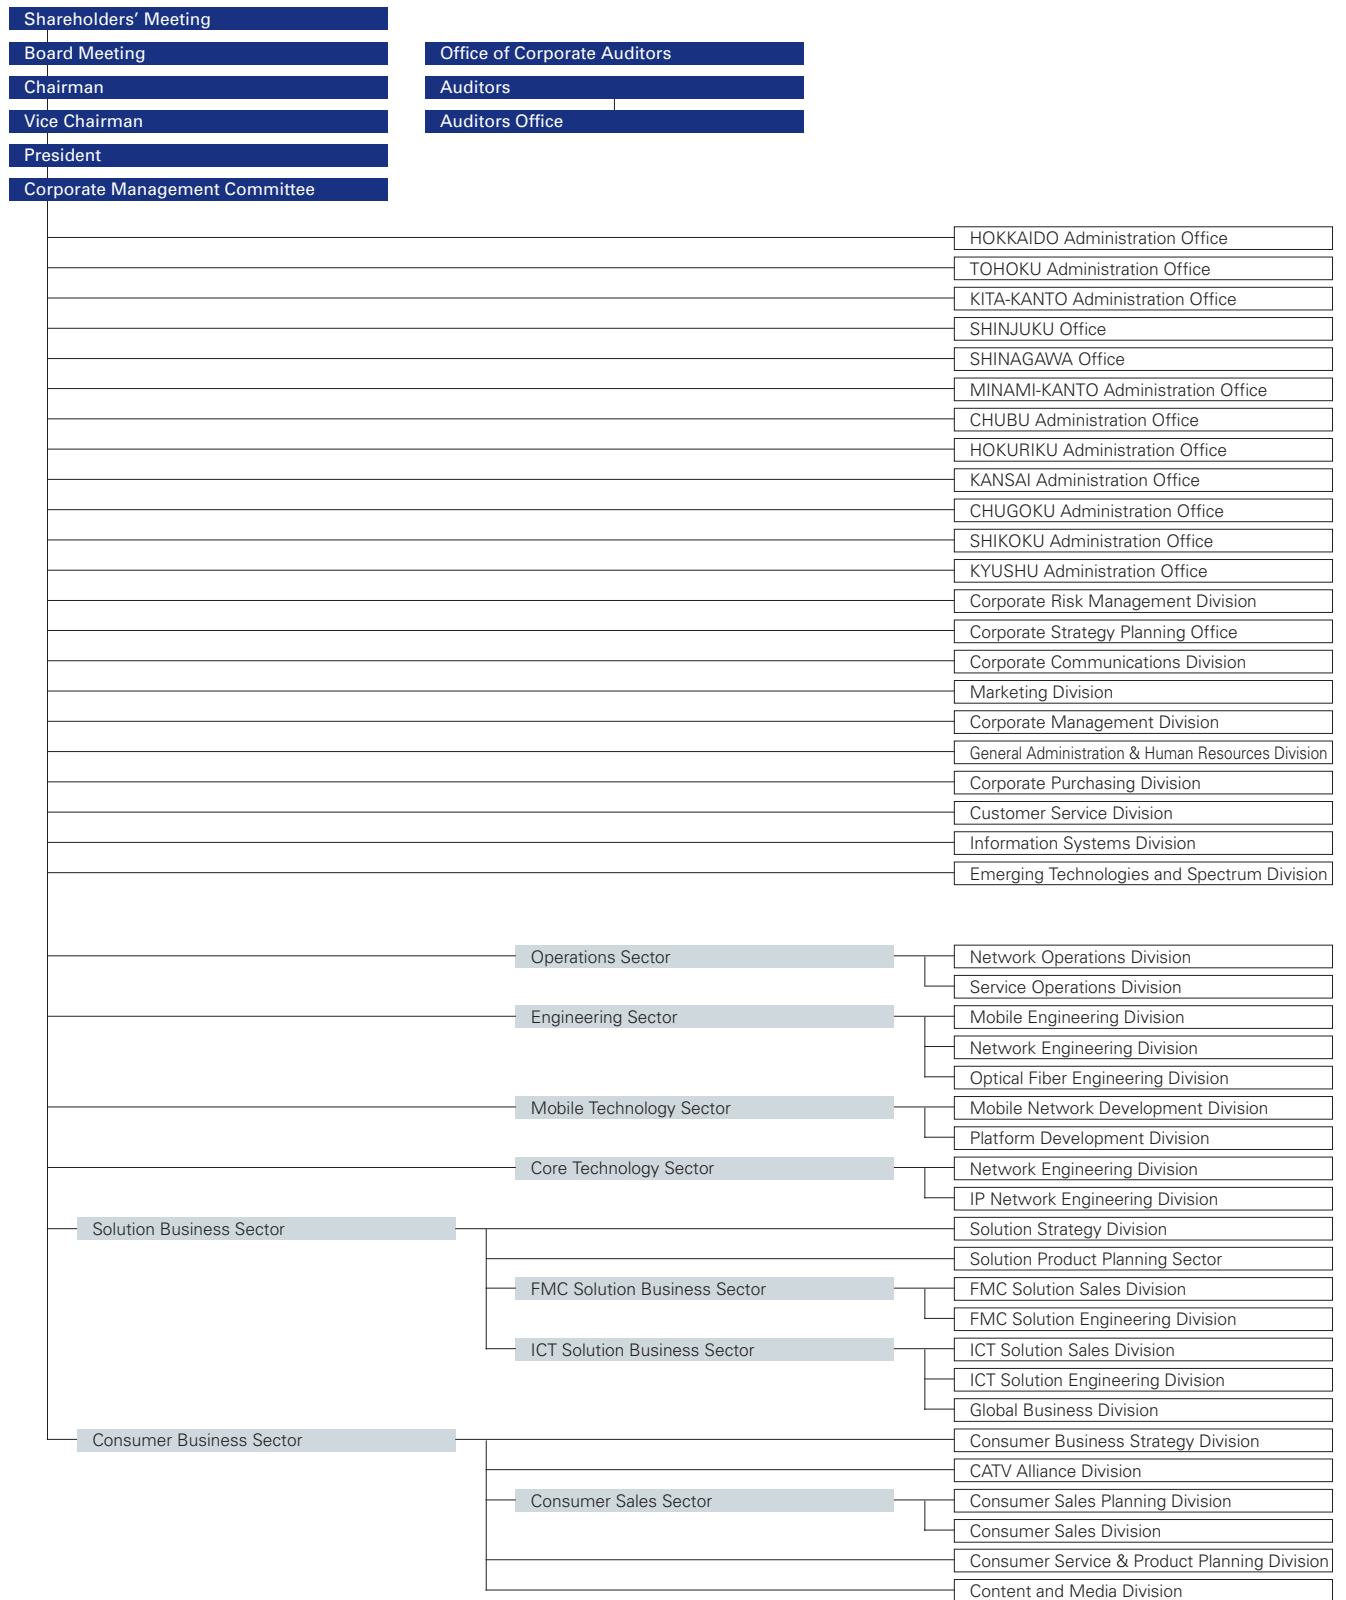 Shareholders’ Meeting
Board Meeting
Office of Corporate Auditors
Chairman
Auditors
Vice Chairman
Auditors Office
President
Corporate Management Committee
HOKKAIDO Administration Office
TOHOKU Administration Office
KITA-KANTO Administration Office
SHINJUKU Office
SHINAGAWA Office
MINAMI-KANTO Administration Office
CHUBU Administration Office
HOKURIKU Administration Office
KANSAI Administration Office
CHUGOKU Administration Office
SHIKOKU Administration Office
KYUSHU Administration Office
Corporate Risk Management Division
Corporate Strategy Planning Office
Corporate Communications Division
Marketing Division
Corporate Management Division
General Administration & Human Resources Division
Corporate Purchasing Division
Customer Service Division
Information Systems Division
Emerging Technologies and Spectrum Division
Operations Sector
Network Operations Division
Service Operations Division
Engineering Sector
Mobile Engineering Division
Network Engineering Division
Optical Fiber Engineering Division
Mobile Technology Sector
Mobile Network Development Division
Platform Development Division
Core Technology Sector
Network Engineering Division
IP Network Engineering Division
Solution Business Sector
Solution Strategy Division
Solution Product Planning Sector
FMC Solution Business Sector
FMC Solution Sales Division
FMC Solution Engineering Division
ICT Solution Business Sector
ICT Solution Sales Division
ICT Solution Engineering Division
Global Business Division
Consumer Business Sector
Consumer Business Strategy Division
CATV Alliance Division
Consumer Sales Sector
Consumer Sales Planning Division
Consumer Sales Division
Consumer Service & Product Planning Division
Content and Media Division